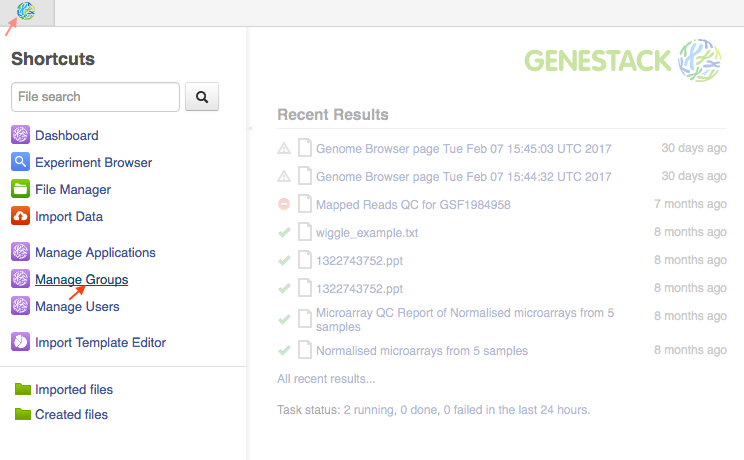 Shortcuts
File search
Dashboard
Experiment Browser
File Manager
Import Data
Manage Applications
Manage Groups
Manage Users
Import Template Editor
Imported files
Created files
GENESTACK
Recent Results
Genome Browser page Tue Feb 07 15:45:03 UTC 2017 30 days ago
Genome Browser page Tue Feb 07 15:44:32 UTC 2017 30 days ago
Mapped Reads QC for GSF1984958 7 months ago
wiggle_example.txt 8 months ago
1322743752.ppt 8 months ago
1322743752.ppt 8 months ago
Microarray QC Report of Normalised microarrays from 5 8 months ago
samples
Normalised microarrays from 5 samples 8 months ago
All recent results...
Task status: 2 running, 0 done, 0 failed in the last 24 hours.